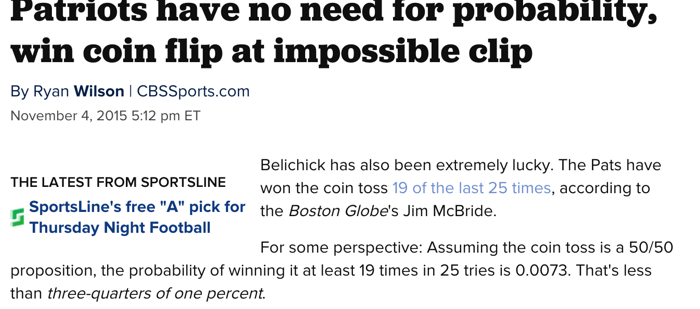 Patriots have no need for probability,
win coin flip at impossible clip
By Ryan Wilson | CBSSports.com
November 4, 2015 5:12 pm ET
THE LATEST FROM SPORTSLINE
SportsLine's free "A" pick for
Thursday Night Football
Belichick has also been extremely lucky. The Pats have
won the coin toss 19 of the last 25 times, according to
the Boston Globe's Jim McBride.
For some perspective: Assuming the coin toss is a 50/50
proposition, the probability of winning it at least 19 times in 25 tries is 0.0073. That's less
than three-quarters of one percent.